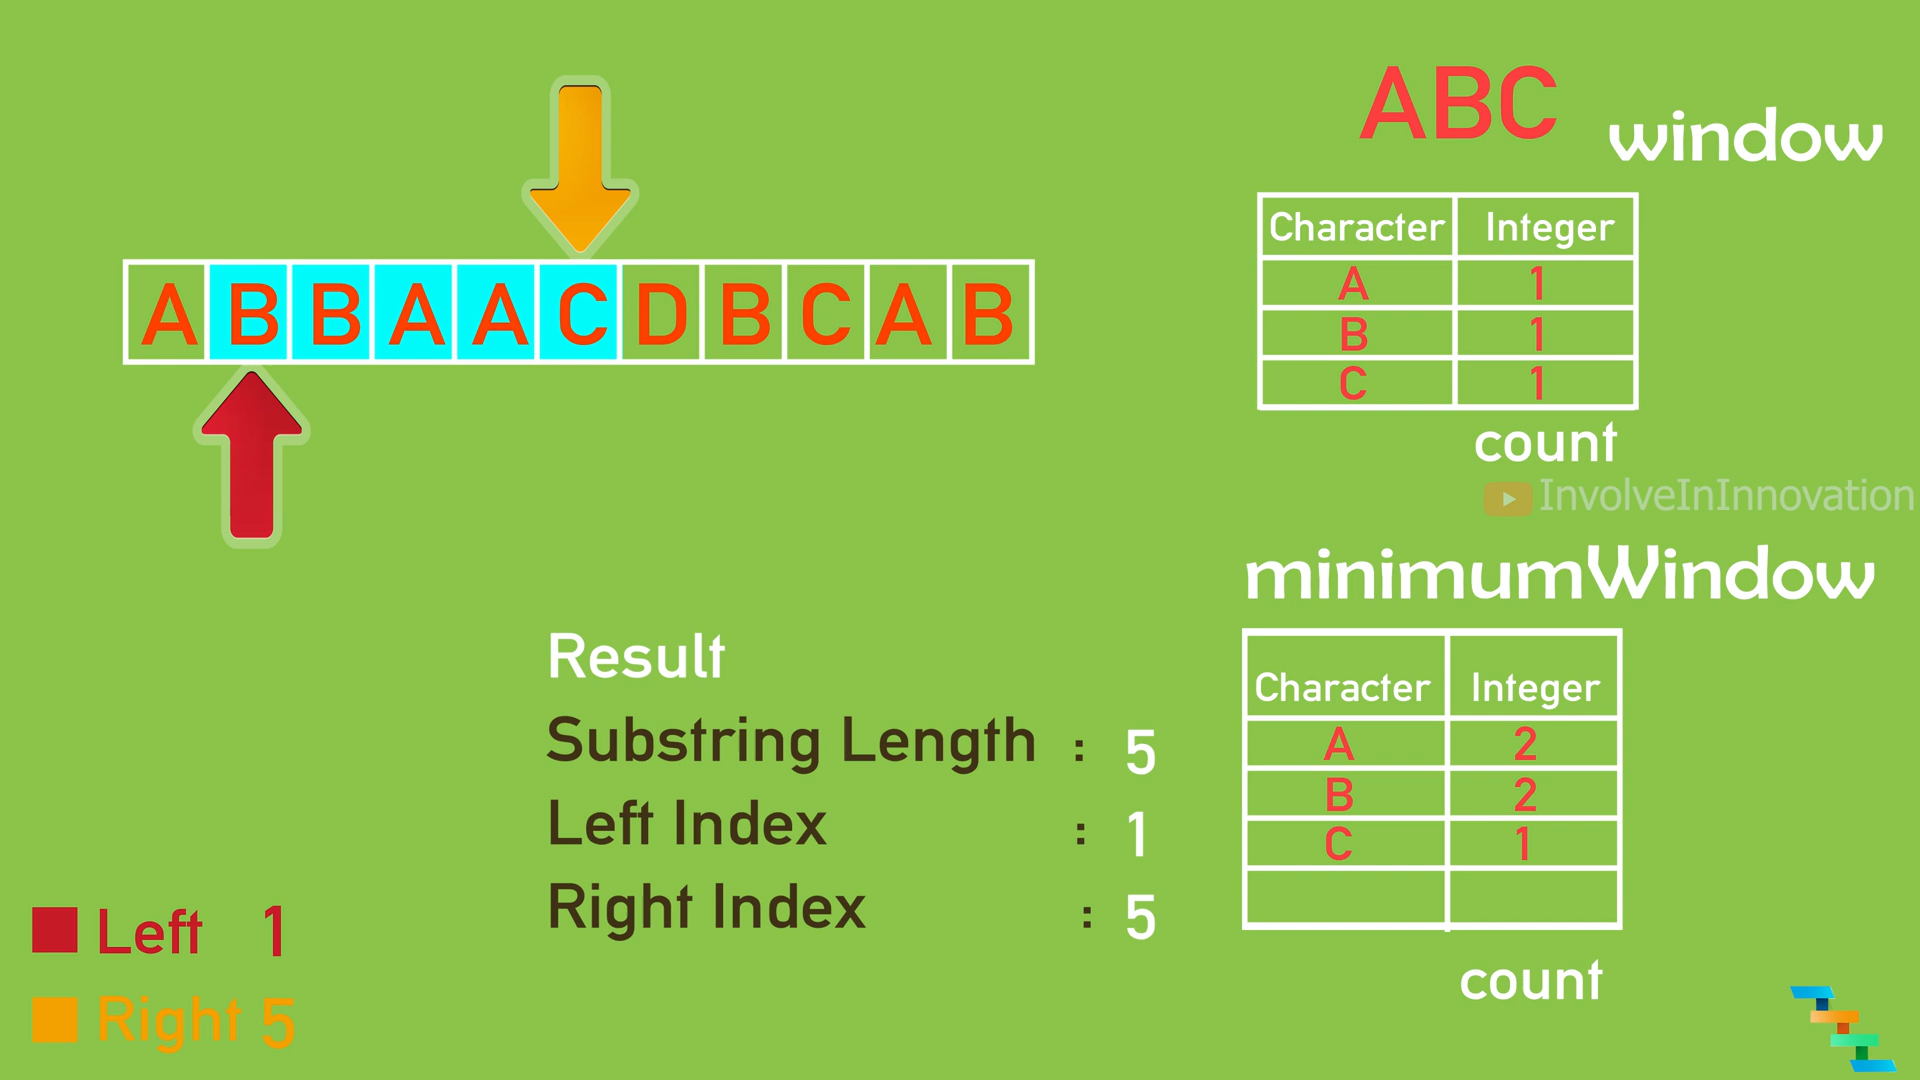 ABC window
Character Integer
A 1
B 1
C 1
count
A B B A A C D B C A B
InvolveInInnovation
minimumWindow
Character Integer
A 2
B 2
C 1
count
Result
Substring Length : 5
Left Index : 1
Right Index : 5
Left 1
Right 5